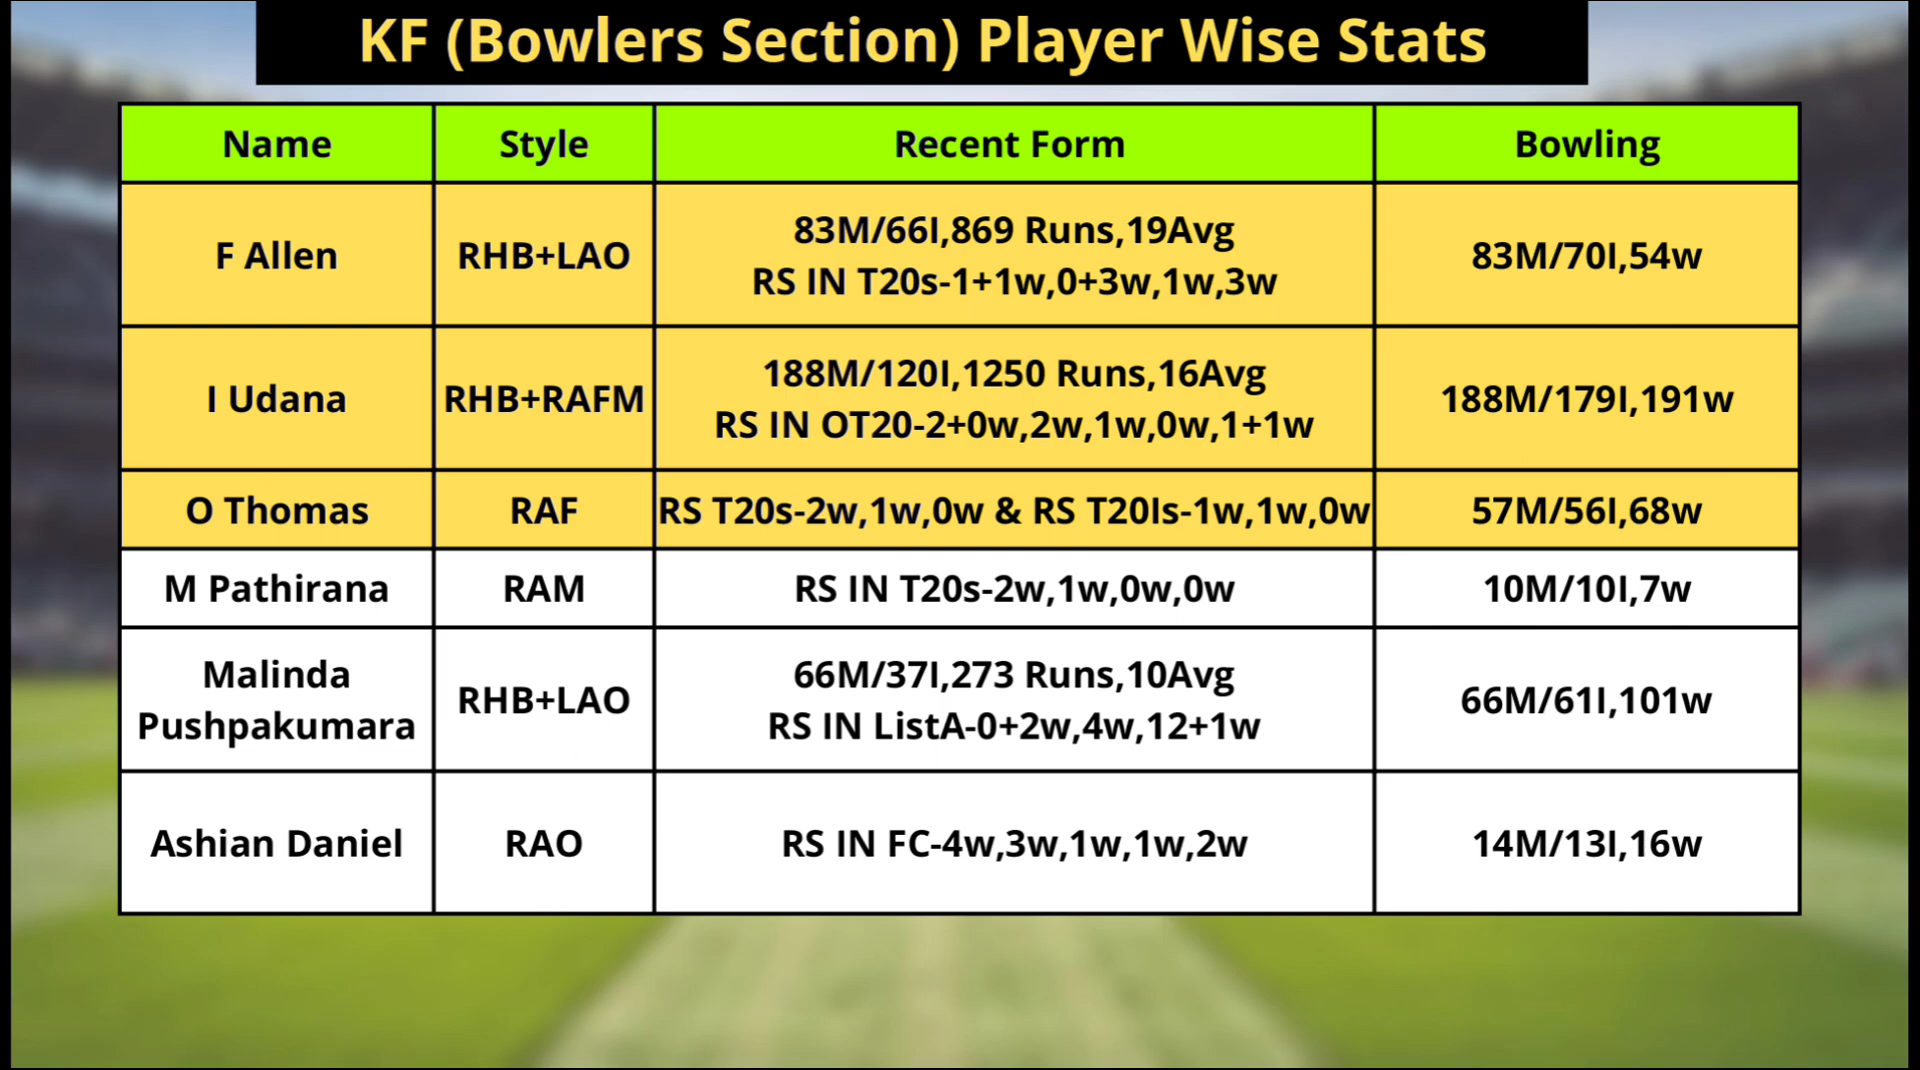 KF (Bowlers Section) Player Wise Stats
Name Style Recent Form Bowling
F Allen RHB+LAO 83M/66I,869 Runs,19Avg
RS IN T20s-1+1w,0+3w,1w,3w 83M/70I,54w
I Udana RHB+RAFM 188M/120I,1250 Runs,16Avg
RS IN OT20-2+0w,2w,1w,0w,1+1w 188M/179I,191w
O Thomas RAF RS T20s-2w,1w,0w & RS T20Is-1w,1w,0w 57M/56I,68w
M Pathirana RAM RS IN T20s-2w,1w,0w,0w 10M/10I,7w
Malinda
Pushpakumara RHB+LAO 66M/37I,273 Runs,10Avg
RS IN ListA-0+2w,4w,12+1w 66M/61I,101w
Ashian Daniel RAO RS IN FC-4w,3w,1w,1w,2w 14M/13I,16w